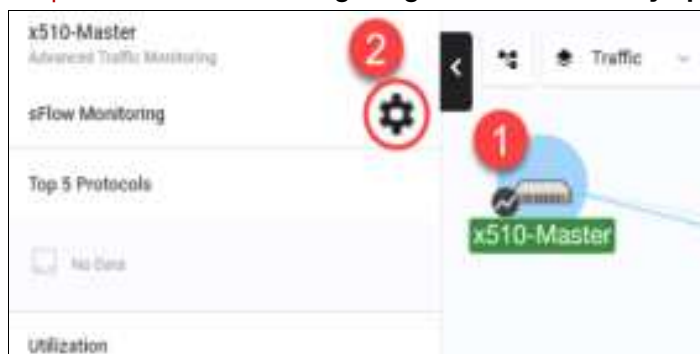 x510-Master
Advanced Traffic Monitoring
sFlow Monitoring
Top 5 Protocols
No Data
Utilization
2
Traffic
1
x510-Master